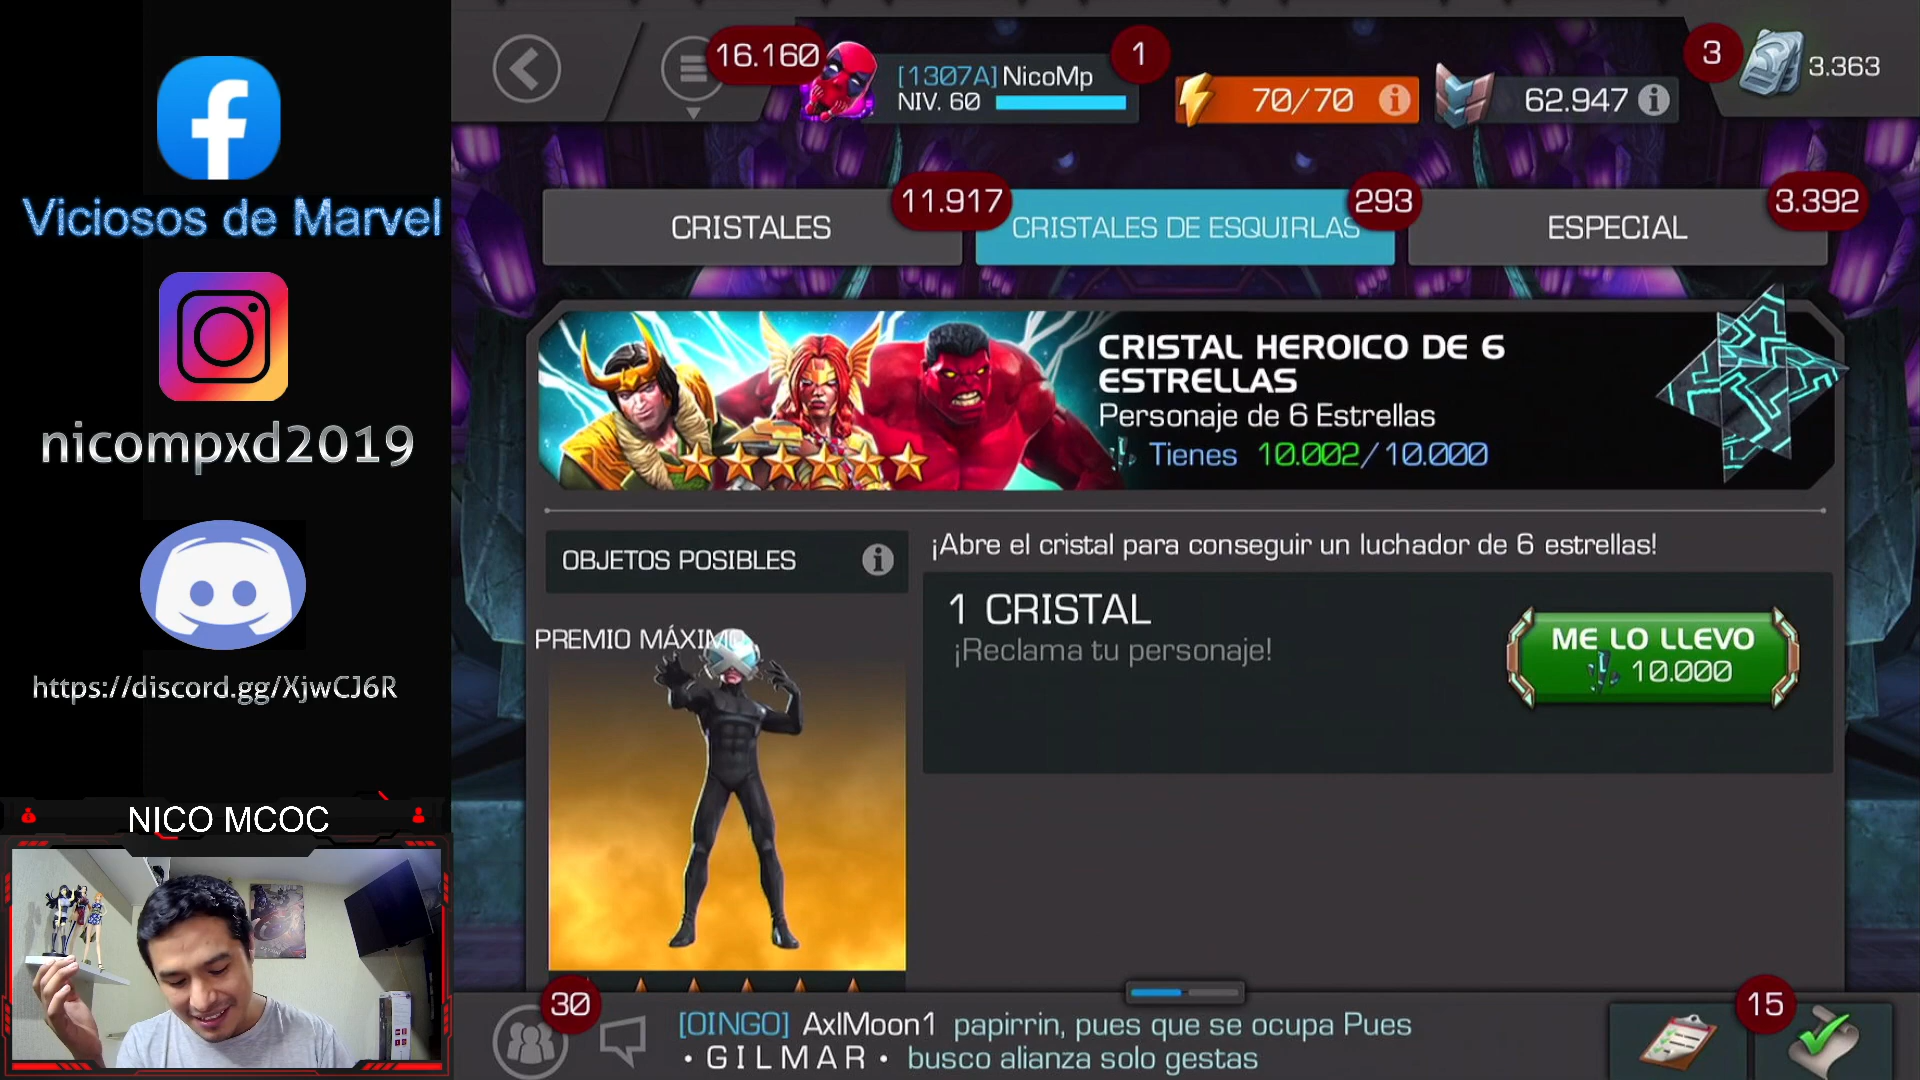 Viciosos de Marvel
nicompxd2019
https://discord.gg/XjwCJ6R
NICO MCOC
16.160
[1307A] NicoMp
NIV. 60
1
70/70
62.947
3
3.363
CRISTALES
11.917
CRISTALES DE ESQUIRLAS
293
ESPECIAL
3.392
CRISTAL HEROICO DE 6
ESTRELLAS
Personaje de 6 Estrellas
Tienes 10.002/10.000
OBJETOS POSIBLES
PREMIO MÁXIMO
¡Abre el cristal para conseguir un luchador de 6 estrellas!
1 CRISTAL
¡Reclama tu personaje!
ME LO LLEVO
10.000
30
[OINGO] AxlMoon1 papirrin, pues que se ocupa Pues
• G I L M A R • busco alianza solo gestas
15